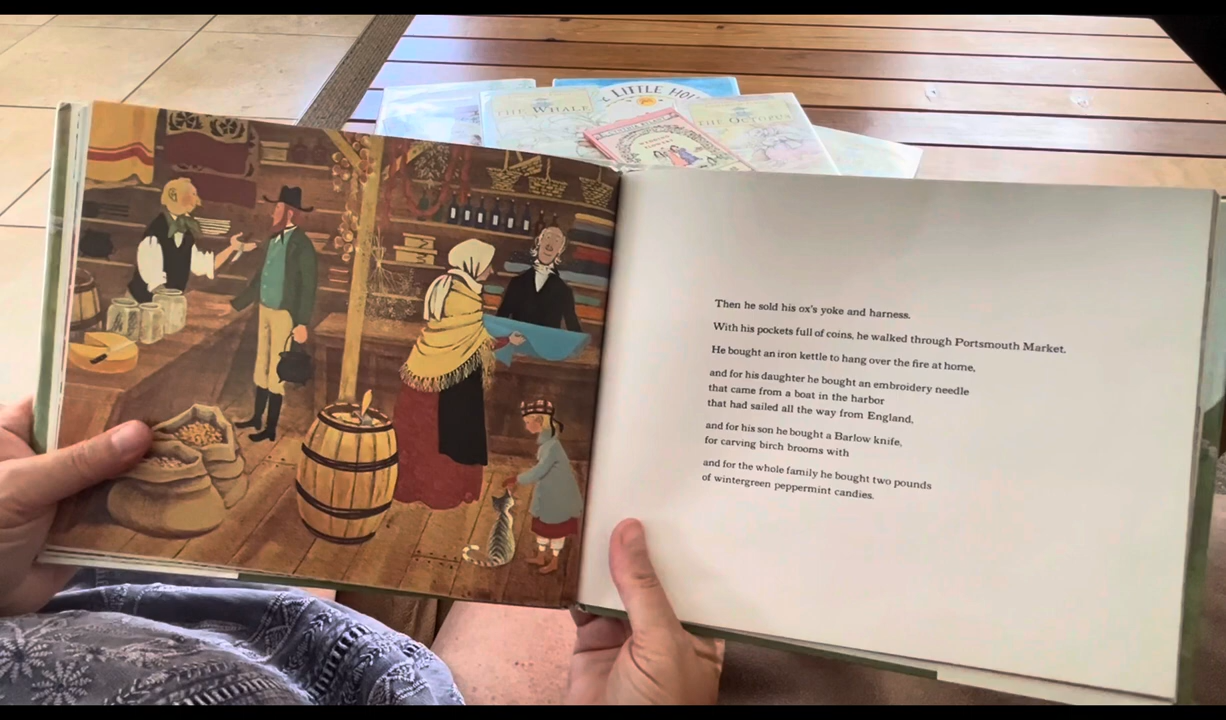 THE WHALE
LITTLE
THE OCTOPUS
Then he sold his ox's yoke and harness.
With his pockets full of coins, he walked through Portsmouth Market.
He bought an iron kettle to hang over the fire at home,
and for his daughter he bought an embroidery needle
that came from a boat in the harbor
that had sailed all the way from England,
and for his son he bought a Barlow knife,
for carving birch brooms with
and for the whole family he bought two pounds
of wintergreen peppermint candies.